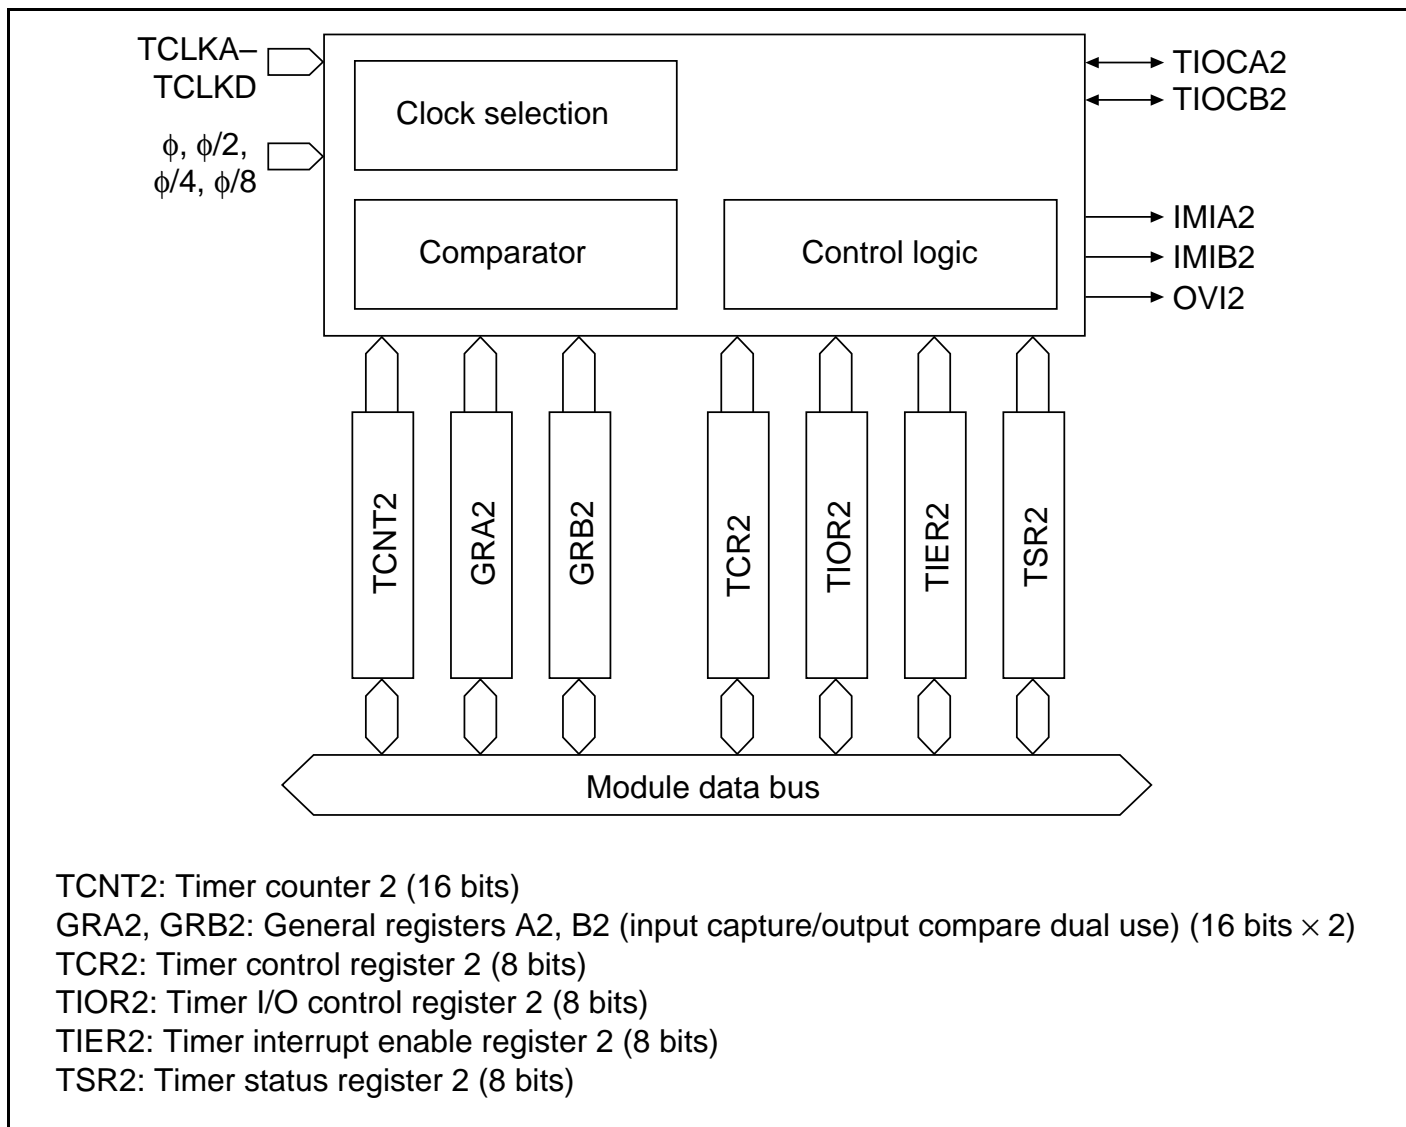 TCLKA–
TCLKD
ϕ, ϕ/2,
ϕ/4, ϕ/8
Clock selection
Comparator
Control logic
TIOCA2
TIOCB2
IMIA2
IMIB2
OVI2
TCNT2
GRA2
GRB2
TCR2
TIOR2
TIER2
TSR2
Module data bus
TCNT2: Timer counter 2 (16 bits)
GRA2, GRB2: General registers A2, B2 (input capture/output compare dual use) (16 bits × 2)
TCR2: Timer control register 2 (8 bits)
TIOR2: Timer I/O control register 2 (8 bits)
TIER2: Timer interrupt enable register 2 (8 bits)
TSR2: Timer status register 2 (8 bits)